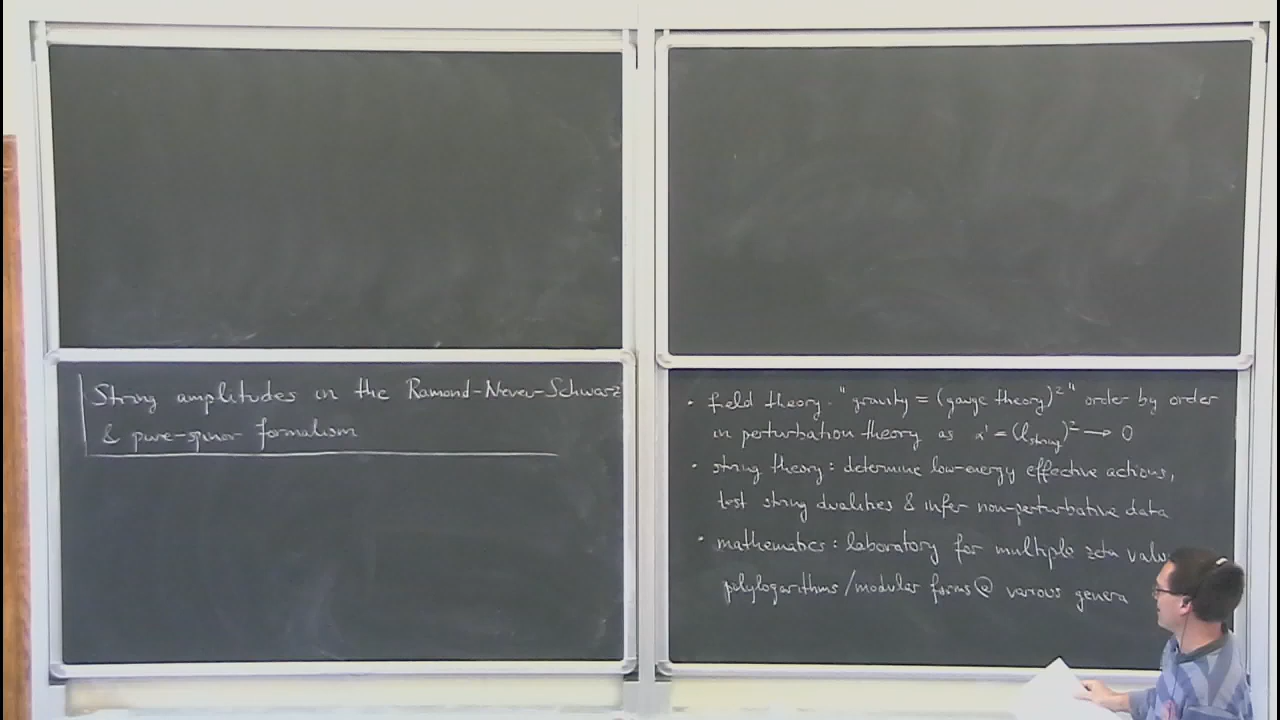 String amplitudes in the Ramond-Neveu-Schwarz
& pure-spinor formalism
• field theory: "gravity = (gauge theory)²" order by order
in perturbation theory as α' = (l_string)² → 0
• string theory: determine low-energy effective actions,
test string dualities & infer non-perturbative data
• mathematics: laboratory for multiple zeta
polylogarithms/modular forms @ various genera